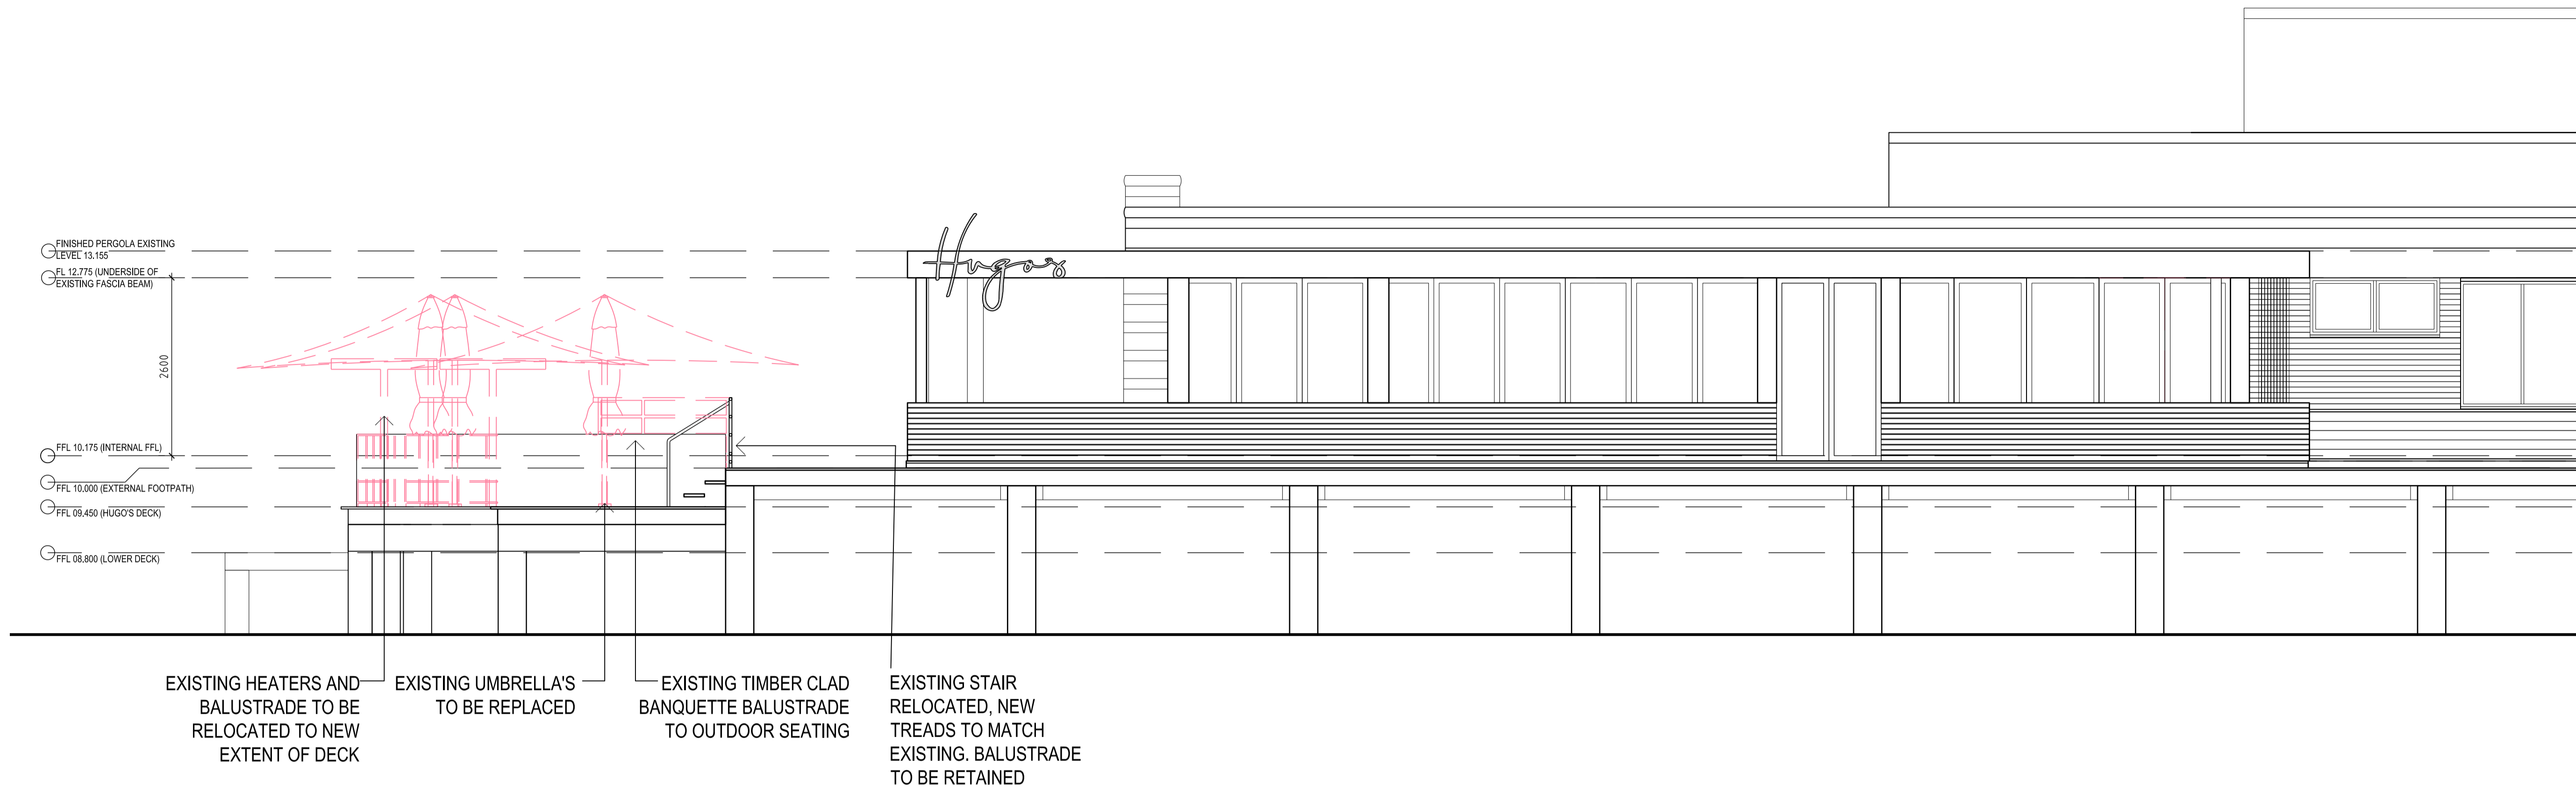 Hugo's
FINISHED PERGOLA EXISTING
LEVEL 13.155
FL 12.775 (UNDERSIDE OF
EXISTING FASCIA BEAM)
2600
FFL 10.175 (INTERNAL FFL)
FFL 10,000 (EXTERNAL FOOTPATH)
FFL 09,450 (HUGO'S DECK)
FFL 08,800 (LOWER DECK)
EXISTING HEATERS AND
BALUSTRADE TO BE
RELOCATED TO NEW
EXTENT OF DECK
EXISTING UMBRELLA'S
TO BE REPLACED
EXISTING TIMBER CLAD
BANQUETTE BALUSTRADE
TO OUTDOOR SEATING
EXISTING STAIR
RELOCATED, NEW
TREADS TO MATCH
EXISTING. BALUSTRADE
TO BE RETAINED